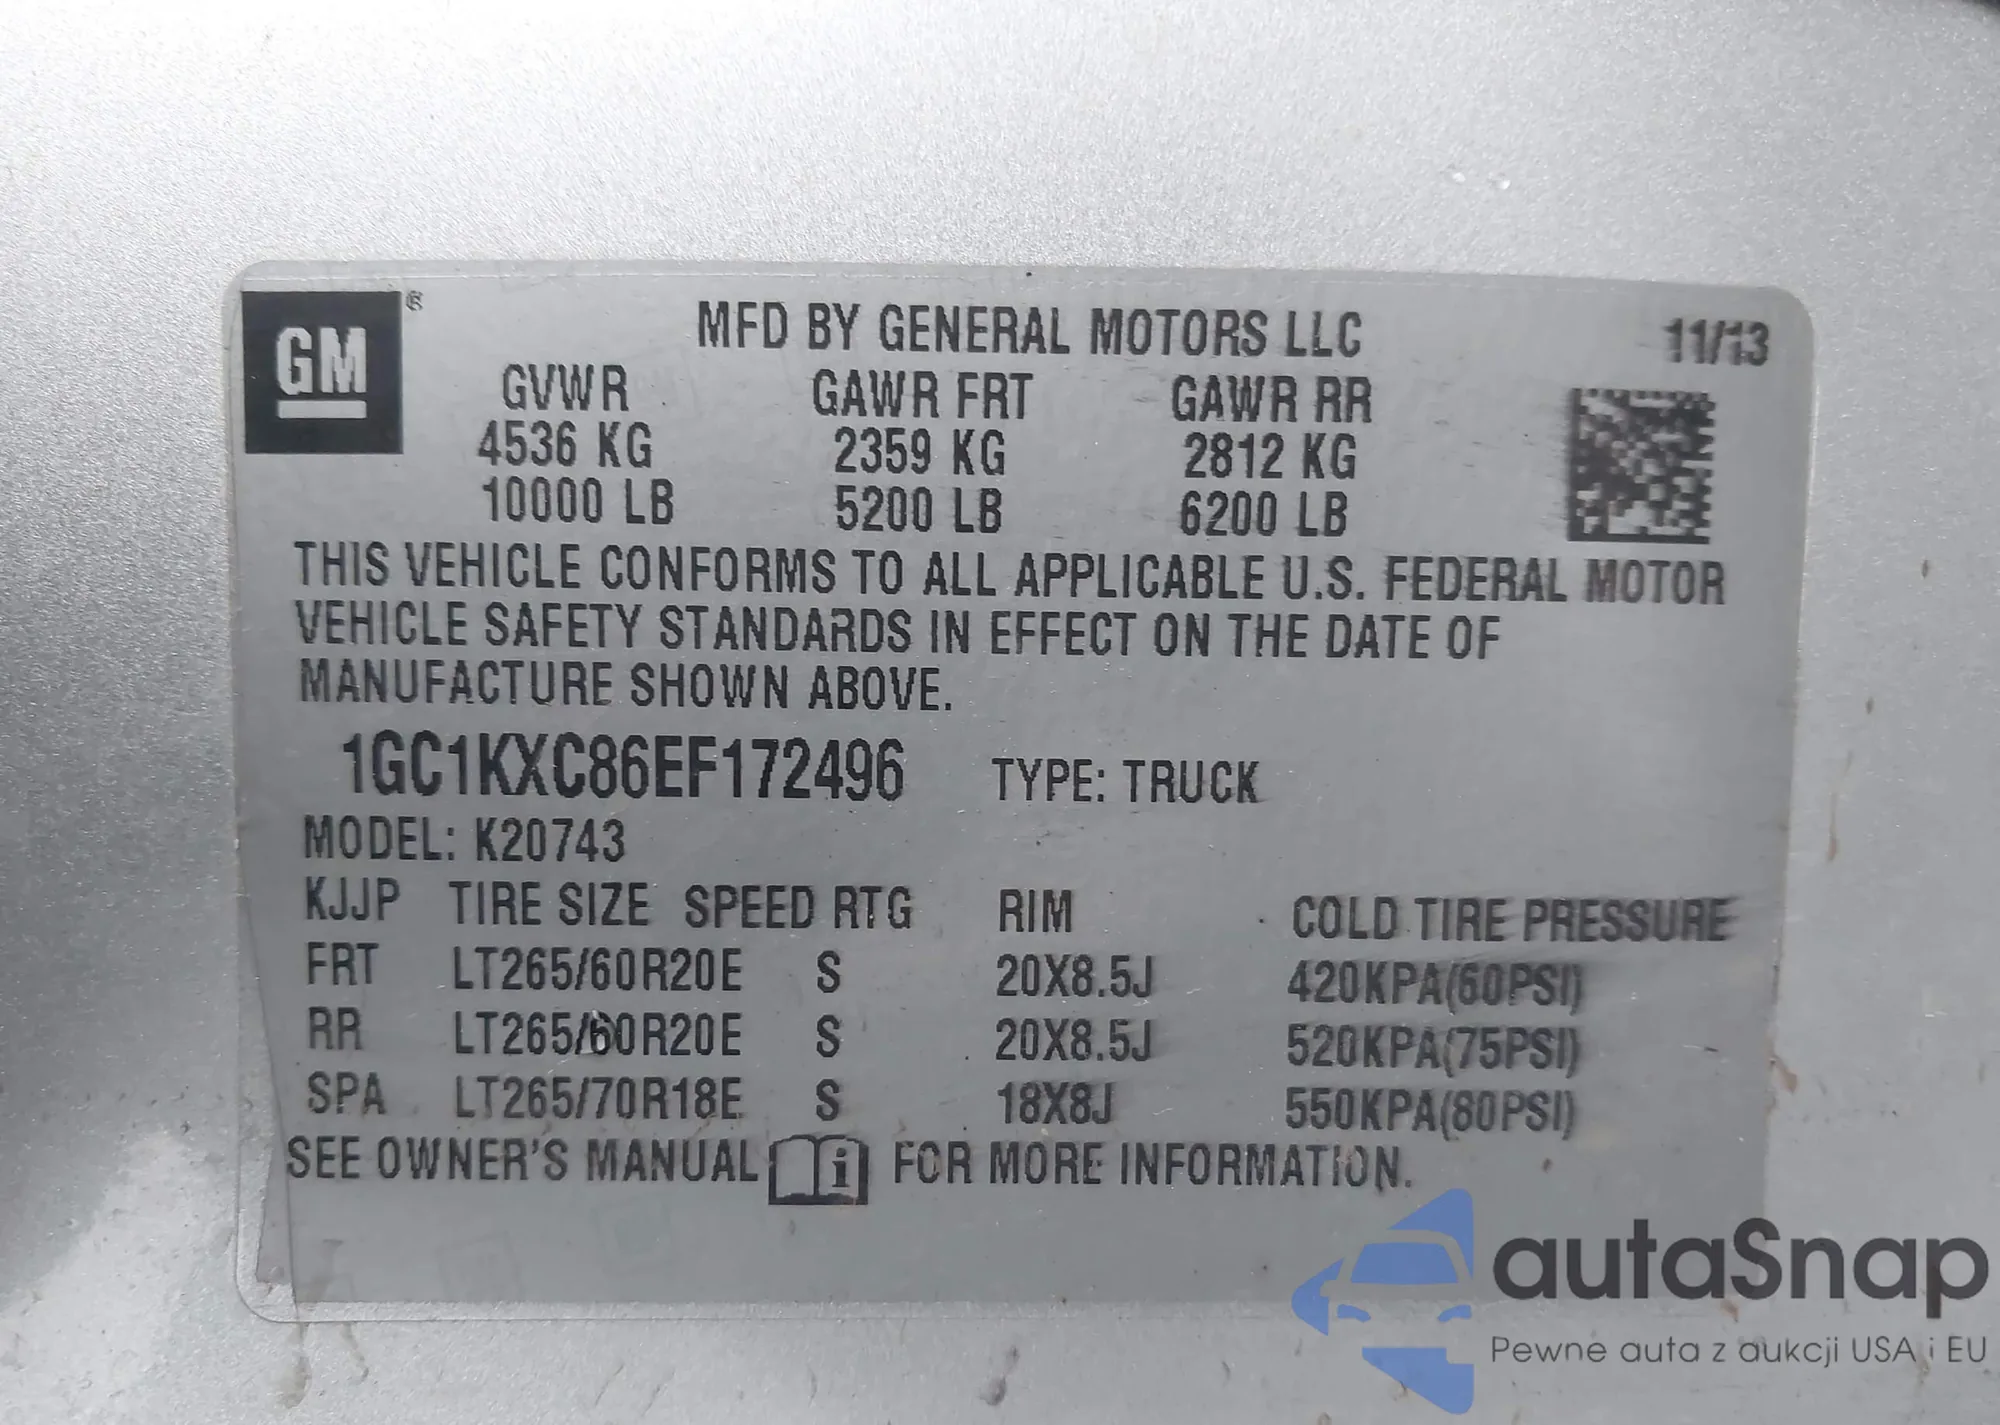 GM ®
MFD BY GENERAL MOTORS LLC 11/13
GVWR GAWR FRT GAWR RR
4536 KG 2359 KG 2812 KG
10000 LB 5200 LB 6200 LB
THIS VEHICLE CONFORMS TO ALL APPLICABLE U.S. FEDERAL MOTOR
VEHICLE SAFETY STANDARDS IN EFFECT ON THE DATE OF
MANUFACTURE SHOWN ABOVE.
1GC1KXC86EF172496 TYPE: TRUCK
MODEL: K20743
KJJP TIRE SIZE SPEED RTG RIM COLD TIRE PRESSURE
FRT LT265/60R20E S 20X8.5J 420KPA(60PSI)
RR LT265/60R20E S 20X8.5J 520KPA(75PSI)
SPA LT265/70R18E S 18X8J 550KPA(80PSI)
SEE OWNER'S MANUAL i FOR MORE INFORMATION.
autaSnap
Pewne auta z aukcji USA i EU